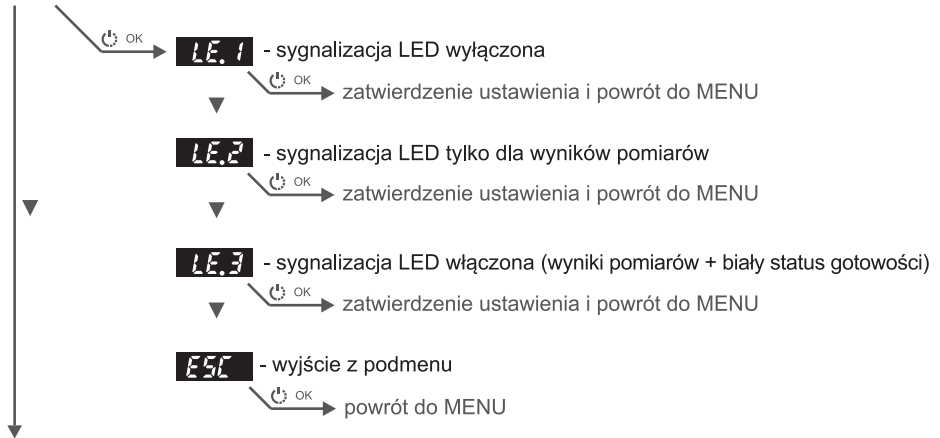 OK LE.1 - sygnalizacja LED wyłączona
OK zatwierdzenie ustawienia i powrót do MENU
LE.2 - sygnalizacja LED tylko dla wyników pomiarów
OK zatwierdzenie ustawienia i powrót do MENU
LE.3 - sygnalizacja LED włączona (wyniki pomiarów + biały status gotowości)
OK zatwierdzenie ustawienia i powrót do MENU
ESC - wyjście z podmenu
OK powrót do MENU